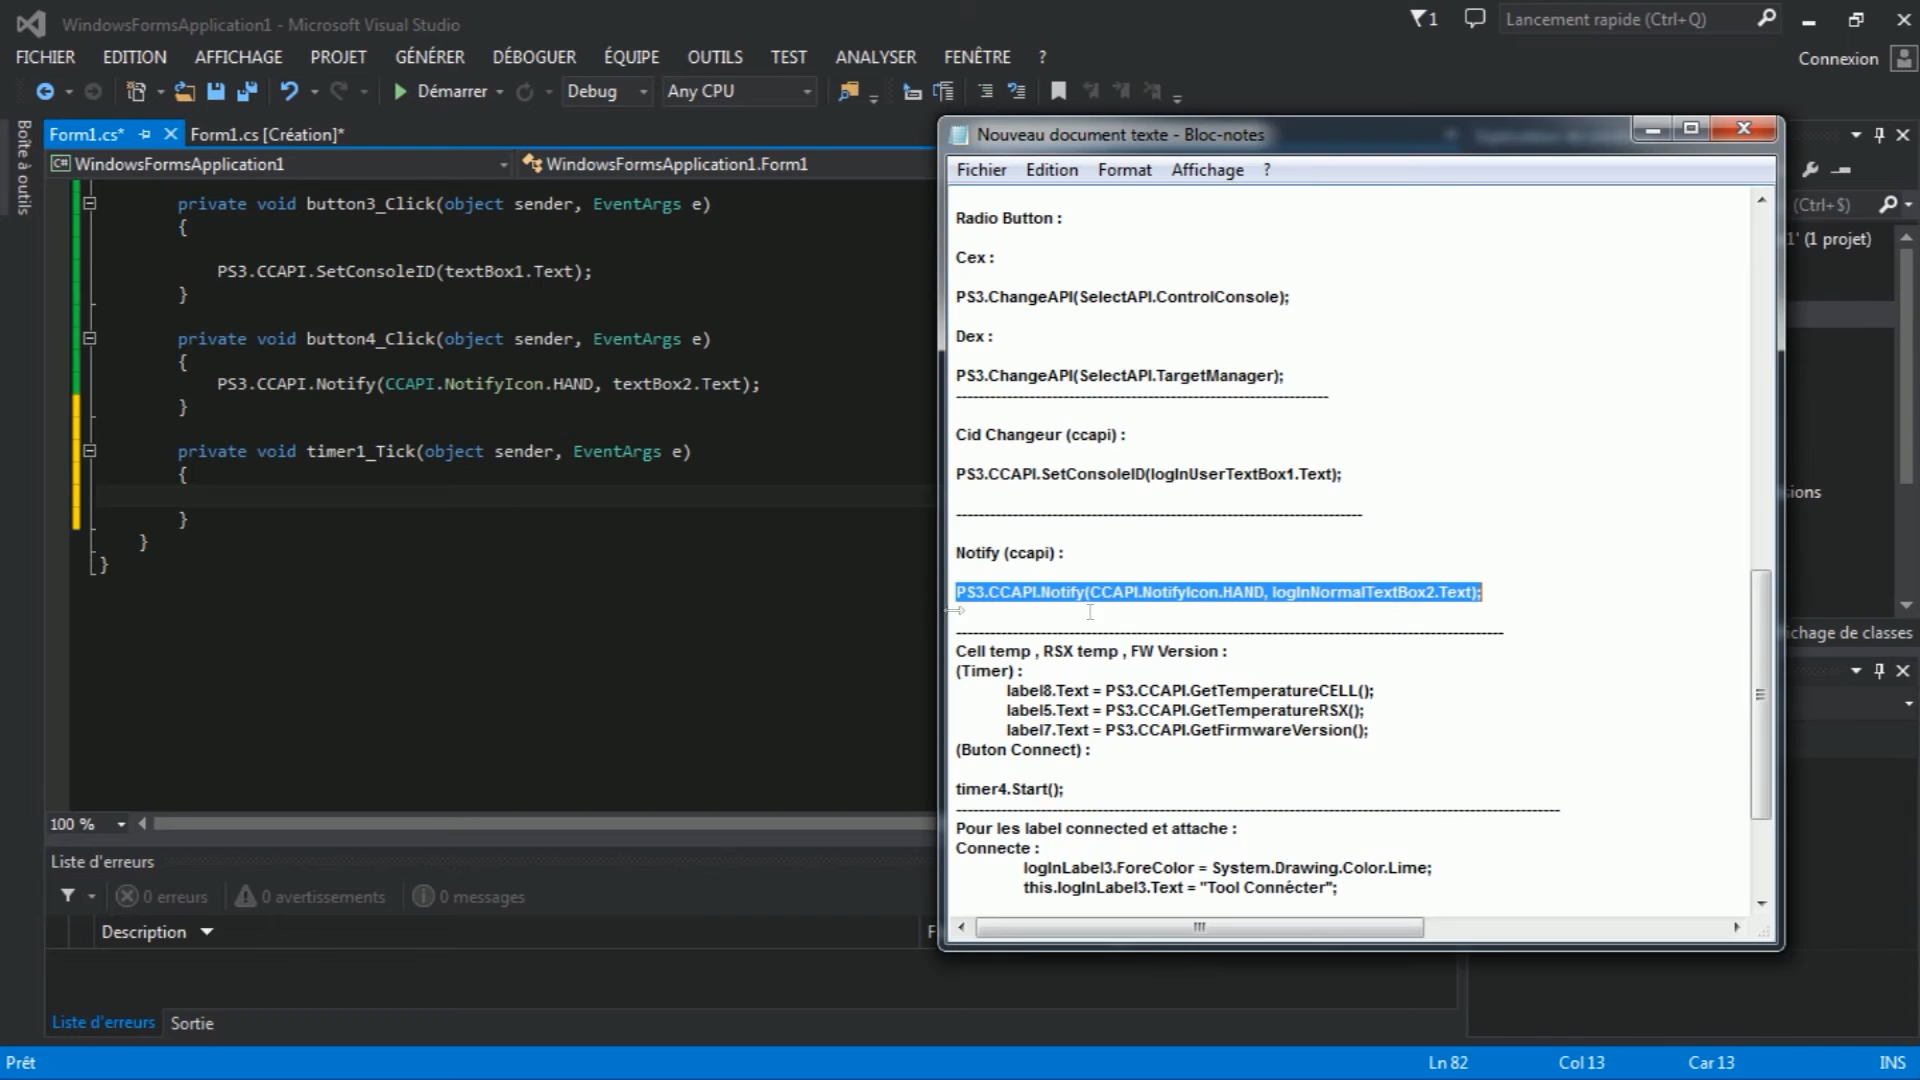 WindowsFormsApplication1 - Microsoft Visual Studio
1
Lancement rapide (Ctrl+Q)
FICHIER EDITION AFFICHAGE PROJET GÉNÉRER DÉBOGUER ÉQUIPE OUTILS TEST ANALYSER FENÊTRE ?
Connexion
Démarrer Debug Any CPU
Boîte à outils
Form1.cs* Form1.cs [Création]*
WindowsFormsApplication1 WindowsFormsApplication1.Form1
private void button3_Click(object sender, EventArgs e)
{
PS3.CCAPI.SetConsoleID(textBox1.Text);
}
private void button4_Click(object sender, EventArgs e)
{
PS3.CCAPI.Notify(CCAPI.NotifyIcon.HAND, textBox2.Text);
}
private void timer1_Tick(object sender, EventArgs e)
{
}
}
}
100 %
Liste d'erreurs
0 erreurs 0 avertissements 0 messages
Description F
Liste d'erreurs Sortie
Nouveau document texte - Bloc-notes
Fichier Edition Format Affichage ?
Radio Button :
Cex :
PS3.ChangeAPI(SelectAPI.ControlConsole);
Dex :
PS3.ChangeAPI(SelectAPI.TargetManager);
--------------------------------------------------------------------
Cid Changeur (ccapi) :
PS3.CCAPI.SetConsoleID(logInUserTextBox1.Text);
--------------------------------------------------------------------------
Notify (ccapi) :
PS3.CCAPI.Notify(CCAPI.NotifyIcon.HAND, logInNormalTextBox2.Text);
----------------------------------------------------------------------------------------------------
Cell temp , RSX temp , FW Version :
(Timer) :
label8.Text = PS3.CCAPI.GetTemperatureCELL();
label5.Text = PS3.CCAPI.GetTemperatureRSX();
label7.Text = PS3.CCAPI.GetFirmwareVersion();
(Buton Connect) :
timer4.Start();
--------------------------------------------------------------------------------------------------------------
Pour les label connected et attache :
Connecte :
logInLabel3.ForeColor = System.Drawing.Color.Lime;
this.logInLabel3.Text = "Tool Connécter";
(Ctrl+$)
1' (1 projet)
ions
chage de classes
Prêt Ln 82 Col 13 Car 13 INS